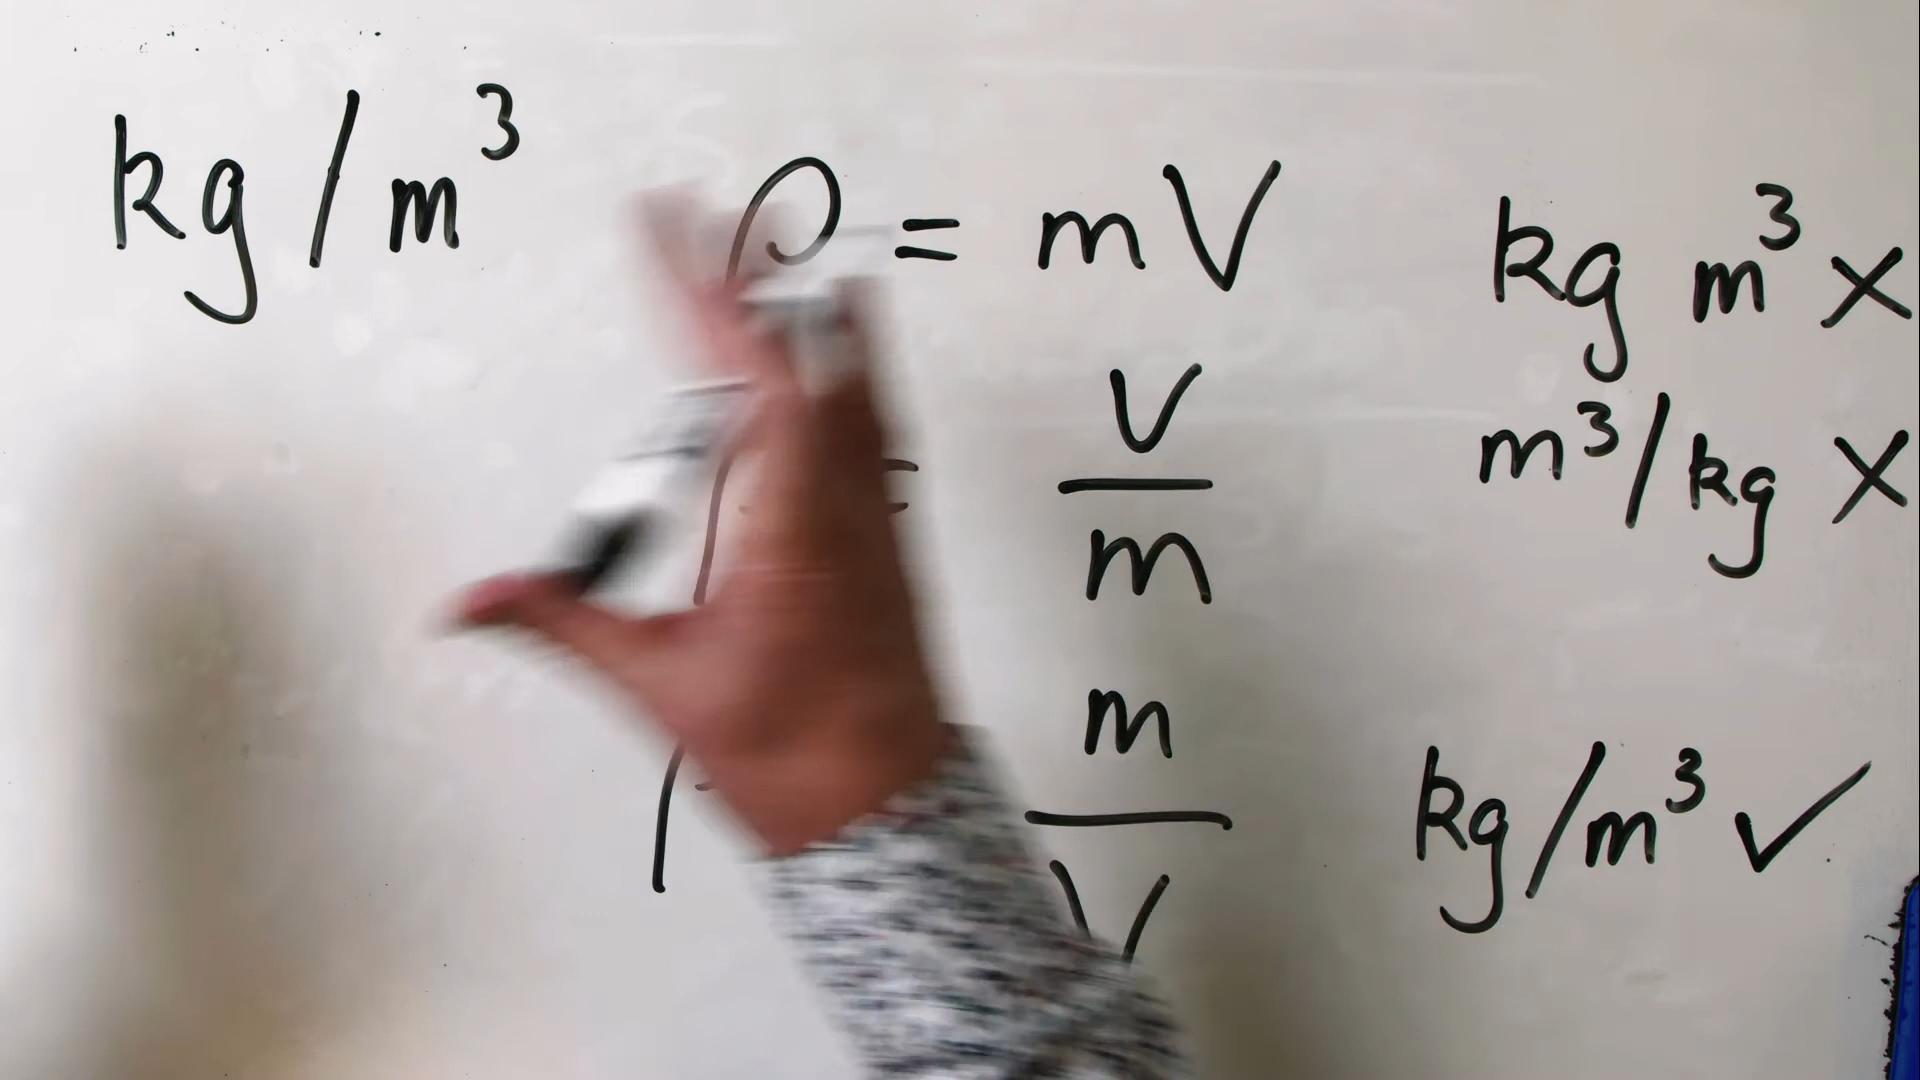 kg/m³
ρ = mV kg m³ X
= V/m m³/kg X
m/V kg/m³ ✓